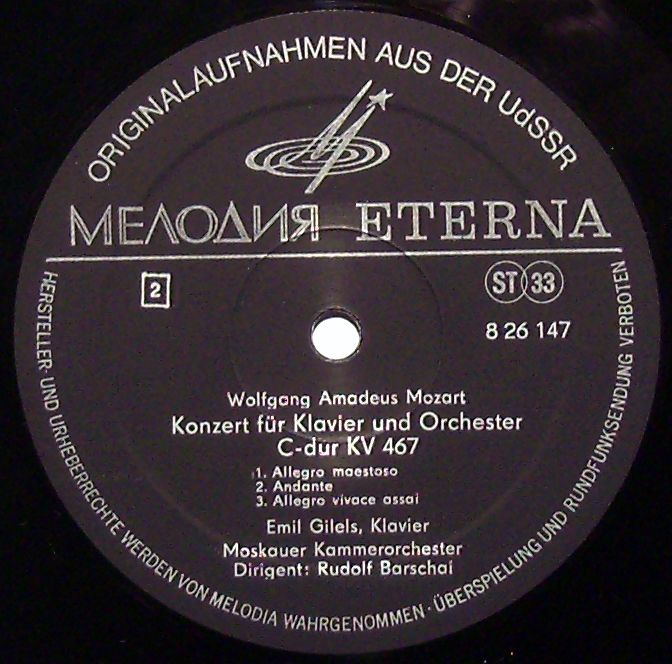 ORIGINALAUFNAHMEN AUS DER UdSSR
МЕЛОДИЯ ETERNA
2
ST 33
8 26 147
Wolfgang Amadeus Mozart
Konzert für Klavier und Orchester
C-dur KV 467
1. Allegro maestoso
2. Andante
3. Allegro vivace assai
Emil Gilels, Klavier
Moskauer Kammerorchester
Dirigent: Rudolf Barschai
HERSTELLER- UND URHEBERRECHTE WERDEN VON MELODIA WAHRGENOMMEN · ÜBERSPIELUNG UND RUNDFUNKSENDUNG VERBOTEN